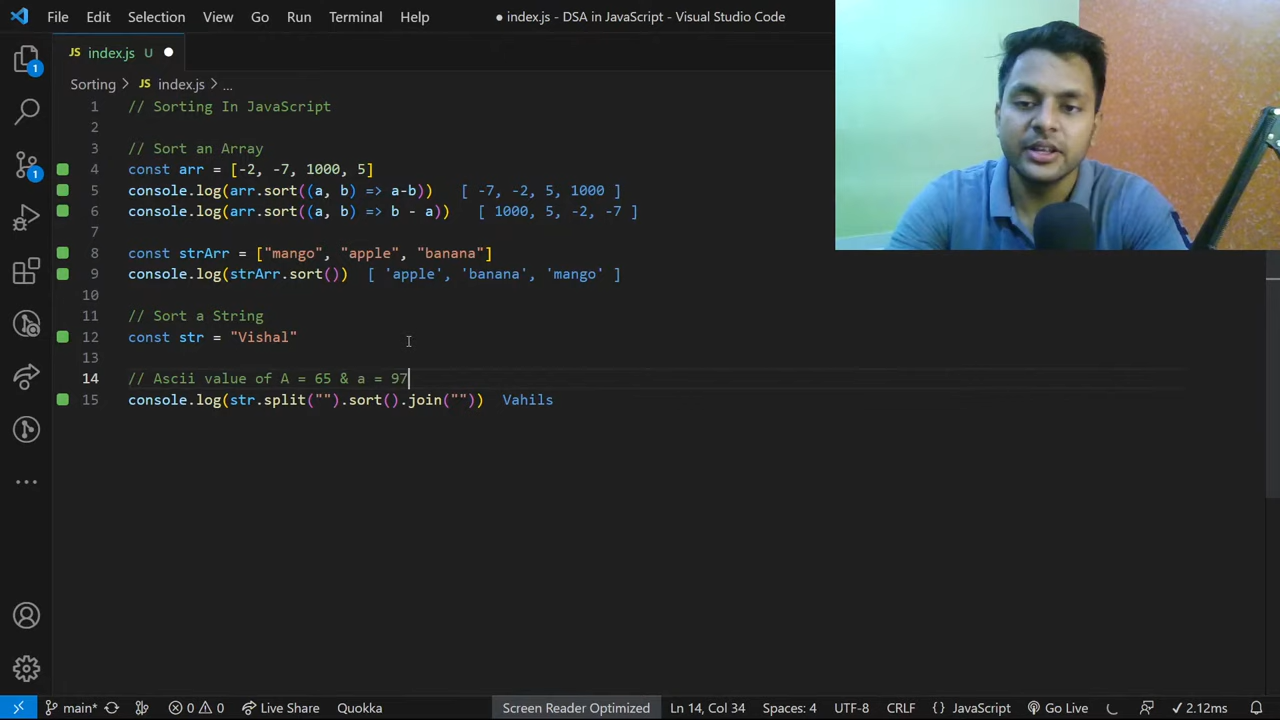 File Edit Selection View Go Run Terminal Help ● index.js - DSA in JavaScript - Visual Studio Code
JS index.js U
Sorting > JS index.js > ...
1 // Sorting In JavaScript
2
3 // Sort an Array
4 const arr = [-2, -7, 1000, 5]
5 console.log(arr.sort((a, b) => a-b)) [ -7, -2, 5, 1000 ]
6 console.log(arr.sort((a, b) => b - a)) [ 1000, 5, -2, -7 ]
7
8 const strArr = ["mango", "apple", "banana"]
9 console.log(strArr.sort()) [ 'apple', 'banana', 'mango' ]
10
11 // Sort a String
12 const str = "Vishal"
13
14 // Ascii value of A = 65 & a = 97
15 console.log(str.split("").sort().join("")) Vahils
1
1
main* 0 0 Live Share Quokka Screen Reader Optimized Ln 14, Col 34 Spaces: 4 UTF-8 CRLF {} JavaScript Go Live ✓ 2.12ms